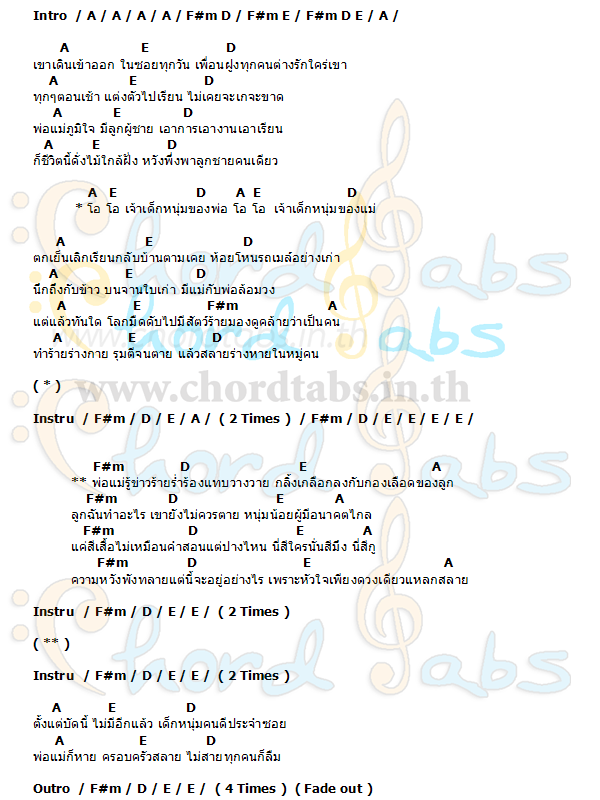 Intro / A / A / A / A / F#m D / F#m E / F#m D E / A /
A E D
เขาเดินเข้าออก ในซอยทุกวัน เพื่อนฝูงทุกคนต่างรักใคร่เขา
A E D
ทุกๆตอนเช้า แต่งตัวไปเรียน ไม่เคยจะเกจะขาด
A E D
พ่อแม่ภูมิใจ มีลูกผู้ชาย เอาการเอางานเอาเรียน
A E D
ก็ชีวิตนี้ดั่งไม้ใกล้ฝั่ง หวังพึ่งพาลูกชายคนเดียว
A E D A E D
* โอ โอ เจ้าเด็กหนุ่มของพ่อ โอ โอ เจ้าเด็กหนุ่มของแม่
A E D
ตกเย็นเลิกเรียนกลับบ้านตามเคย ห้อยโหนรถเมล์อย่างเก่า
A E D
นึกถึงกับข้าว บนจานใบเก่า มีแม่กับพ่อล้อมวง
A E F#m A
แต่แล้วทันใด โลกมืดดับไปมีสัตว์ร้ายมองดูคล้ายว่าเป็นคน
A E D
ทำร้ายร่างกาย รุมตีจนตาย แล้วสลายร่างหายในหมู่คน
( * )
www.chordtabs.in.th
Instru / F#m / D / E / A / ( 2 Times ) / F#m / D / E / E / E / E /
F#m D E A
** พ่อแม่รู้ข่าวร้ายร่ำร้องแทบวางวาย กลิ้งเกลือกลงกับกองเลือดของลูก
F#m D E A
ลูกฉันทำอะไร เขายังไม่ควรตาย หนุ่มน้อยผู้มีอนาคตไกล
F#m D E A
แค่สีเสื้อไม่เหมือนคำสอนแต่ปางไหน นี่สีใครนั่นสีมึง นี่สีกู
F#m D E A
ความหวังพังทลายแต่นี้จะอยู่อย่างไร เพราะหัวใจเพียงดวงเดียวแหลกสลาย
Instru / F#m / D / E / E / ( 2 Times )
( ** )
Instru / F#m / D / E / E / ( 2 Times )
A E D
ตั้งแต่บัดนี้ ไม่มีอีกแล้ว เด็กหนุ่มคนดีประจำซอย
A E D
พ่อแม่ก็หาย ครอบครัวสลาย ไม่สายทุกคนก็ลืม
Outro / F#m / D / E / E / ( 4 Times ) ( Fade out )